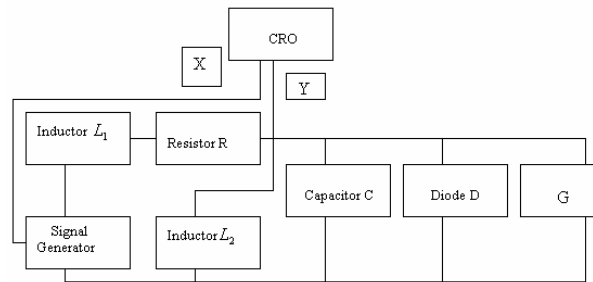 CRO
X
Y
Inductor L₁
Resistor R
Capacitor C
Diode D
G
Signal
Generator
Inductor L₂